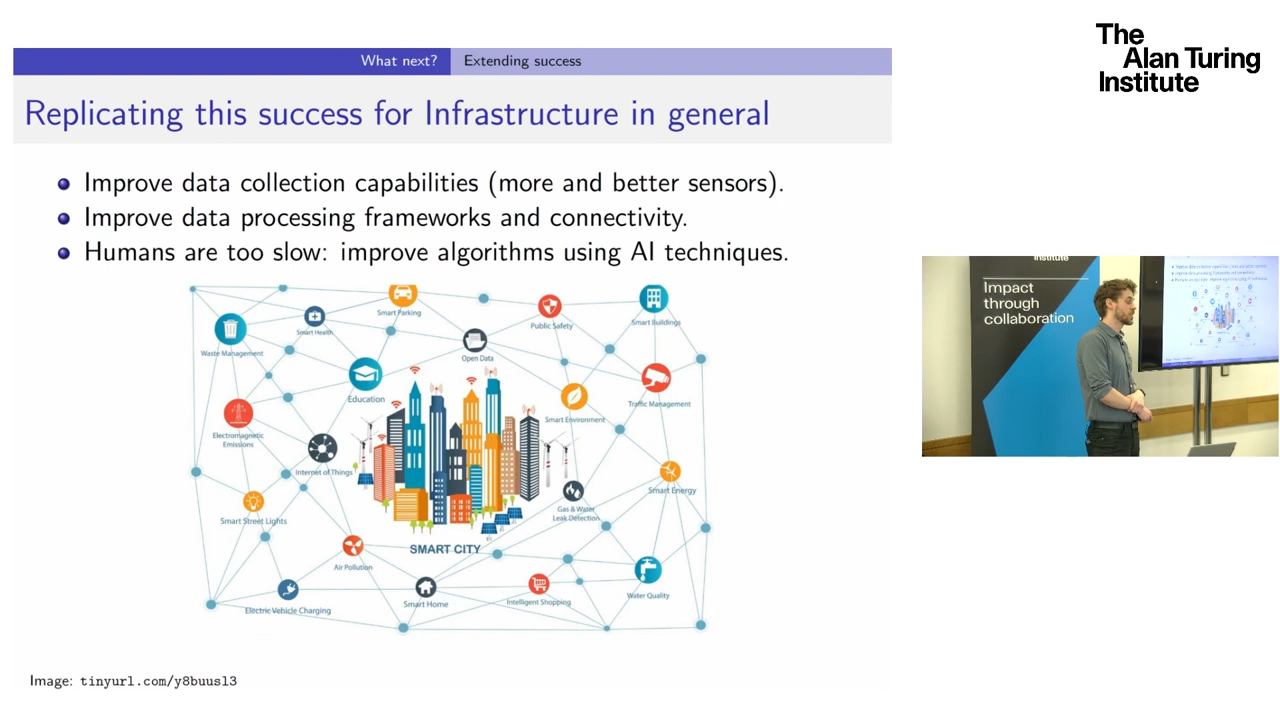 The
Alan Turing
Institute
What next?
Extending success
Replicating this success for Infrastructure in general
Improve data collection capabilities (more and better sensors).
Improve data processing frameworks and connectivity.
Humans are too slow: improve algorithms using AI techniques.
Smart Parking
Smart Health
Public Safety
Smart Buildings
Waste Management
Open Data
Education
Traffic Management
Smart Environment
Electromagnetic
Emissions
Internet of Things
Smart Energy
Smart Street Lights
Gas & Water
Leak Detection
SMART CITY
Air Pollution
Electric Vehicle Charging
Smart Home
Intelligent Shopping
Water Quality
Image: tinyurl.com/y8buusl3
Institute
Impact
through
collaboration